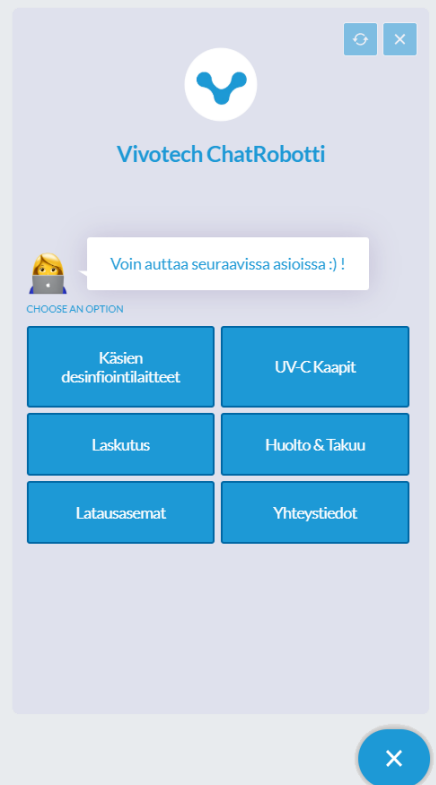 Vivotech ChatRobotti
Voin auttaa seuraavissa asioissa :) !
CHOOSE AN OPTION
Käsien
desinfiointilaitteet
UV-C Kaapit
Laskutus
Huolto & Takuu
Latausasemat
Yhteystiedot